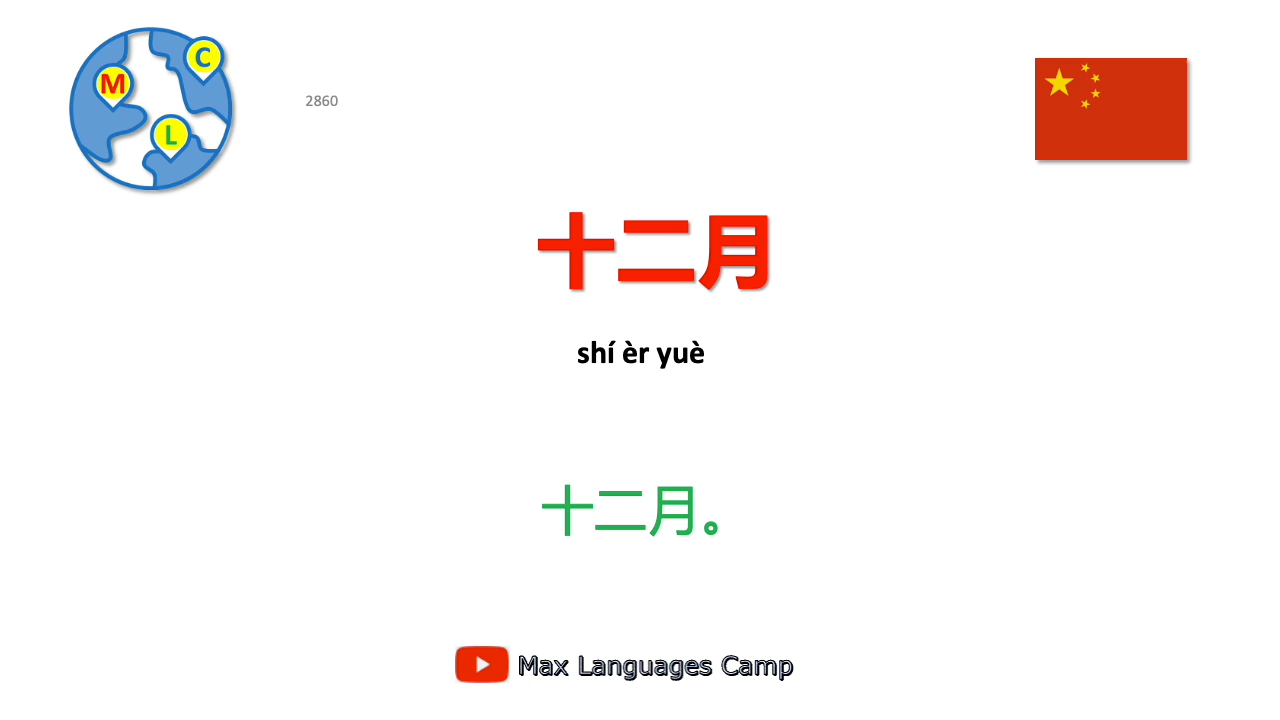 C
M
L
2860
十二月
shí èr yuè
十二月。
Max Languages Camp